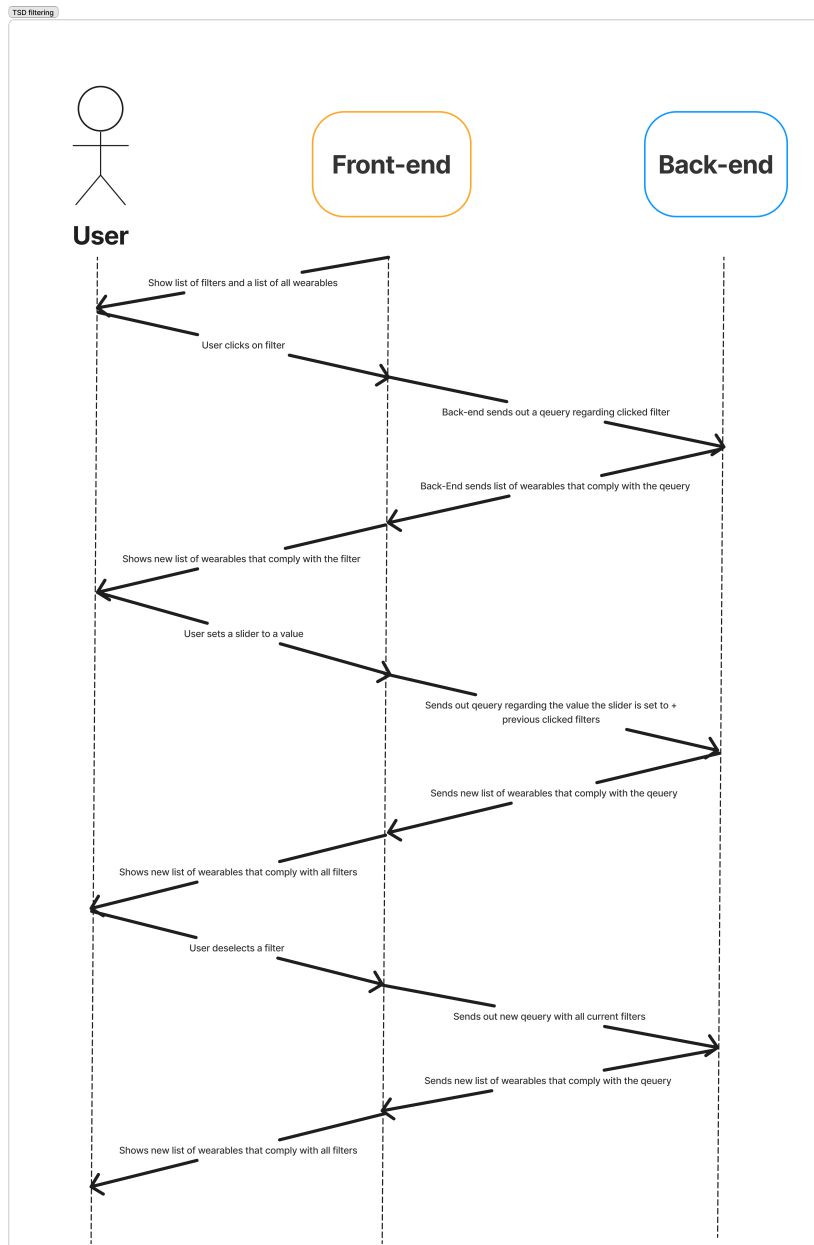 TSD filtering
Front-end
Back-end
User
Show list of filters and a list of all wearables
User clicks on filter
Back-end sends out a qeuery regarding clicked filter
Back-End sends list of wearables that comply with the qeuery
Shows new list of wearables that comply with the filter
User sets a slider to a value
Sends out qeuery regarding the value the slider is set to +
previous clicked filters
Sends new list of wearables that comply with the qeuery
Shows new list of wearables that comply with all filters
User deselects a filter
Sends out new qeuery with all current filters
Sends new list of wearables that comply with the qeuery
Shows new list of wearables that comply with all filters